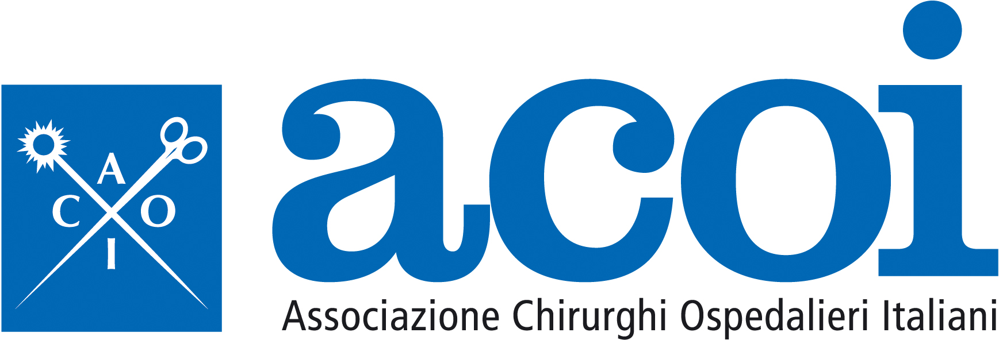 A
C O
I
acoi
Associazione Chirurghi Ospedalieri Italiani